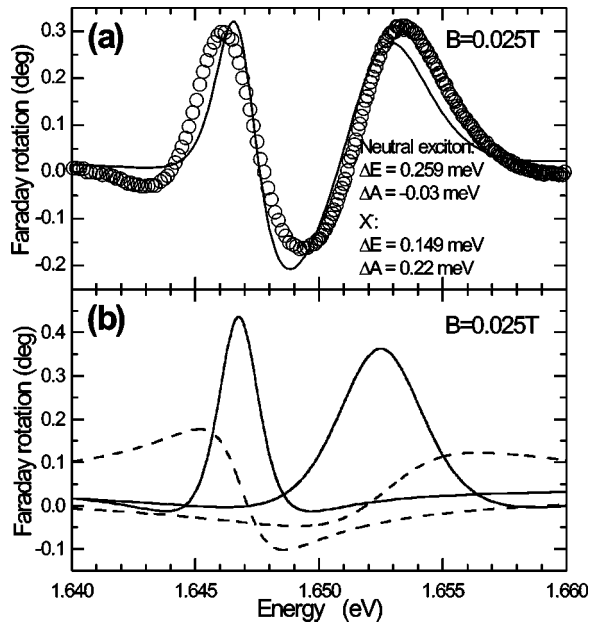 (a)
B=0.025T
Faraday rotation (deg)
0.3
0.2
0.1
0.0
-0.1
-0.2
Neutral exciton:
ΔE = 0.259 meV
ΔA = -0.03 meV
X⁻:
ΔE = 0.149 meV
ΔA = 0.22 meV
(b)
B=0.025T
Faraday rotation (deg)
0.4
0.3
0.2
0.1
0.0
-0.1
1.640
1.645
1.650
1.655
1.660
Energy (eV)